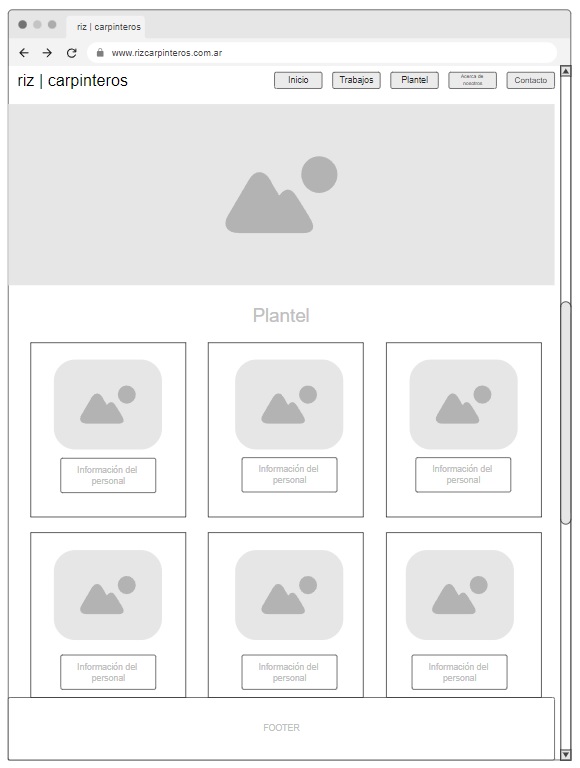 riz | carpinteros
www.rizcarpinteros.com.ar
riz | carpinteros
Inicio
Trabajos
Plantel
Acerca de
nosotros
Contacto
Plantel
Información del
personal
Información del
personal
Información del
personal
Información del
personal
Información del
personal
Información del
personal
FOOTER